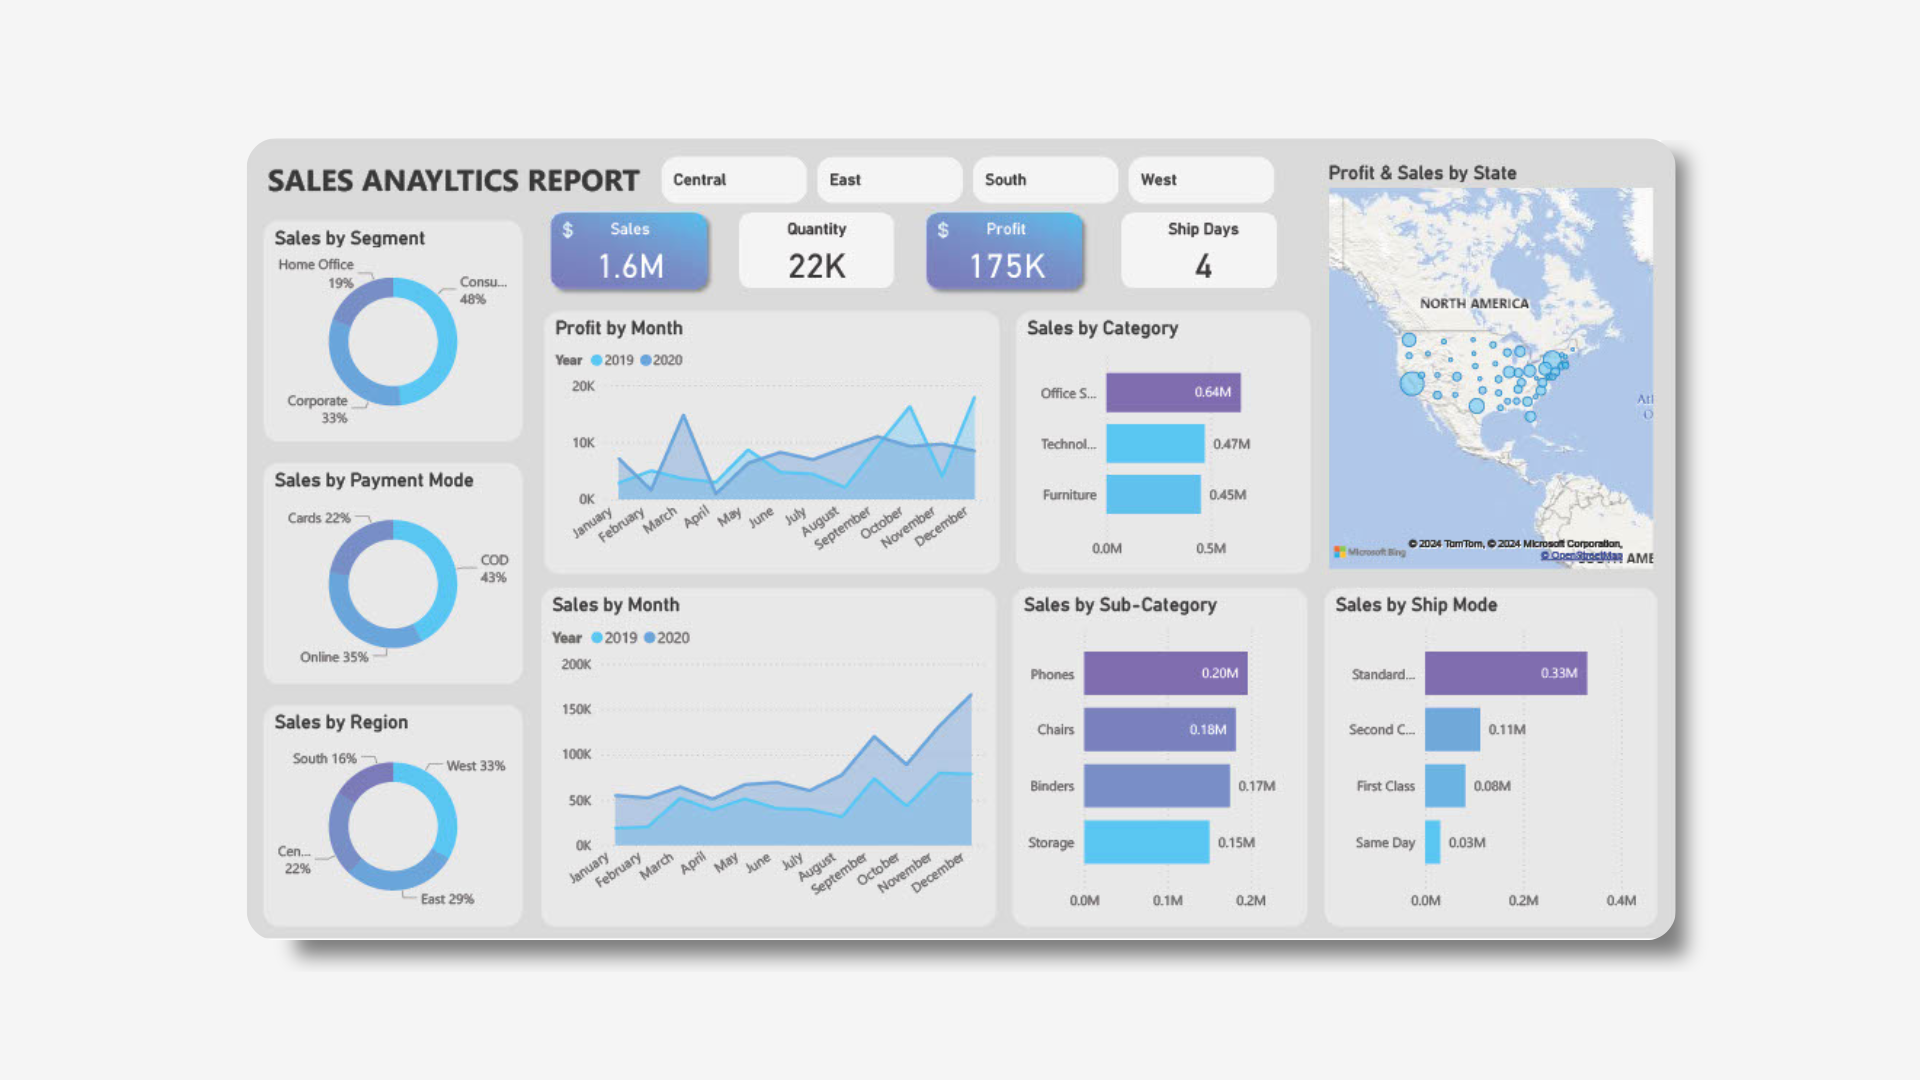 SALES ANAYLTICS REPORT
Central
East
South
West
$ Sales
1.6M
Quantity
22K
$ Profit
175K
Ship Days
4
Sales by Segment
Home Office
19%
Consu...
48%
Corporate
33%
Sales by Payment Mode
Cards 22%
COD
43%
Online 35%
Sales by Region
South 16%
West 33%
Cen...
22%
East 29%
Profit by Month
Year 2019 2020
20K
10K
0K
January
February
March
April
May
June
July
August
September
October
November
December
Sales by Month
Year 2019 2020
200K
150K
100K
50K
0K
January
February
March
April
May
June
July
August
September
October
November
December
Sales by Category
Office S... 0.64M
Technol... 0.47M
Furniture 0.45M
0.0M 0.5M
Sales by Sub-Category
Phones 0.20M
Chairs 0.18M
Binders 0.17M
Storage 0.15M
0.0M 0.1M 0.2M
Profit & Sales by State
NORTH AMERICA
Atl
O
© 2024 TomTom, © 2024 Microsoft Corporation,
Microsoft Bing
© OpenStreetMap
AME
Sales by Ship Mode
Standard... 0.33M
Second C... 0.11M
First Class 0.08M
Same Day 0.03M
0.0M 0.2M 0.4M